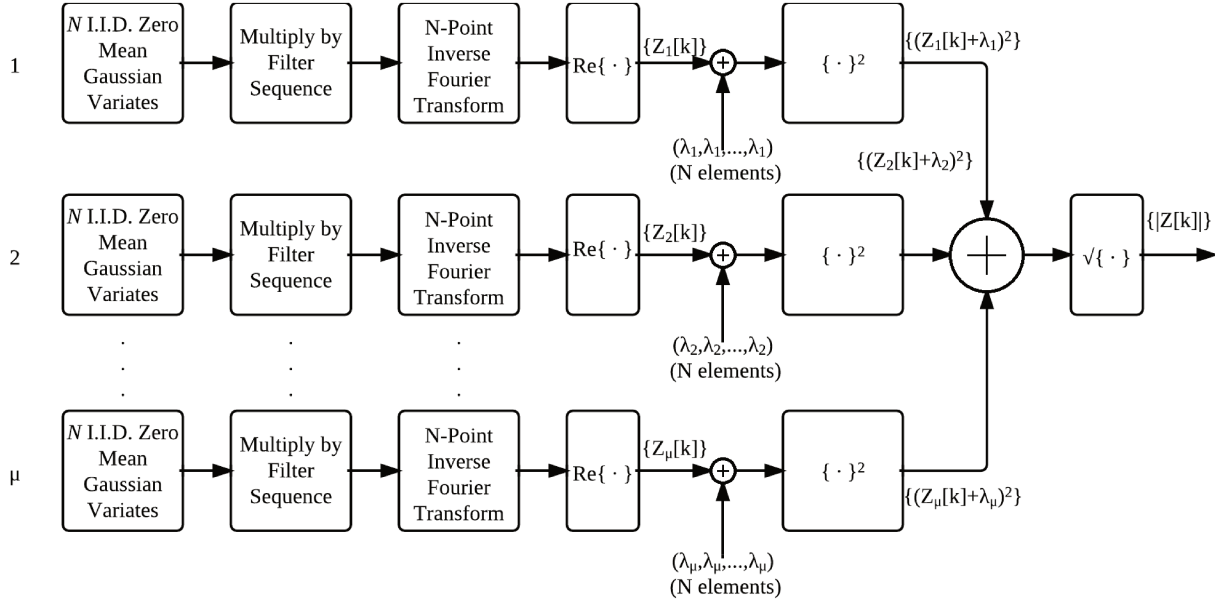 1
N I.I.D. Zero
Mean
Gaussian
Variates
Multiply by
Filter
Sequence
N-Point
Inverse
Fourier
Transform
Re{ · }
{Z₁[k]}
+
(λ₁,λ₁,...,λ₁)
(N elements)
{ · }²
{(Z₁[k]+λ₁)²}
2
N I.I.D. Zero
Mean
Gaussian
Variates
Multiply by
Filter
Sequence
N-Point
Inverse
Fourier
Transform
Re{ · }
{Z₂[k]}
+
(λ₂,λ₂,...,λ₂)
(N elements)
{ · }²
{(Z₂[k]+λ₂)²}
+
√{ · }
{|Z[k]|}
μ
N I.I.D. Zero
Mean
Gaussian
Variates
Multiply by
Filter
Sequence
N-Point
Inverse
Fourier
Transform
Re{ · }
{Zμ[k]}
+
(λμ,λμ,...,λμ)
(N elements)
{ · }²
{(Zμ[k]+λμ)²}